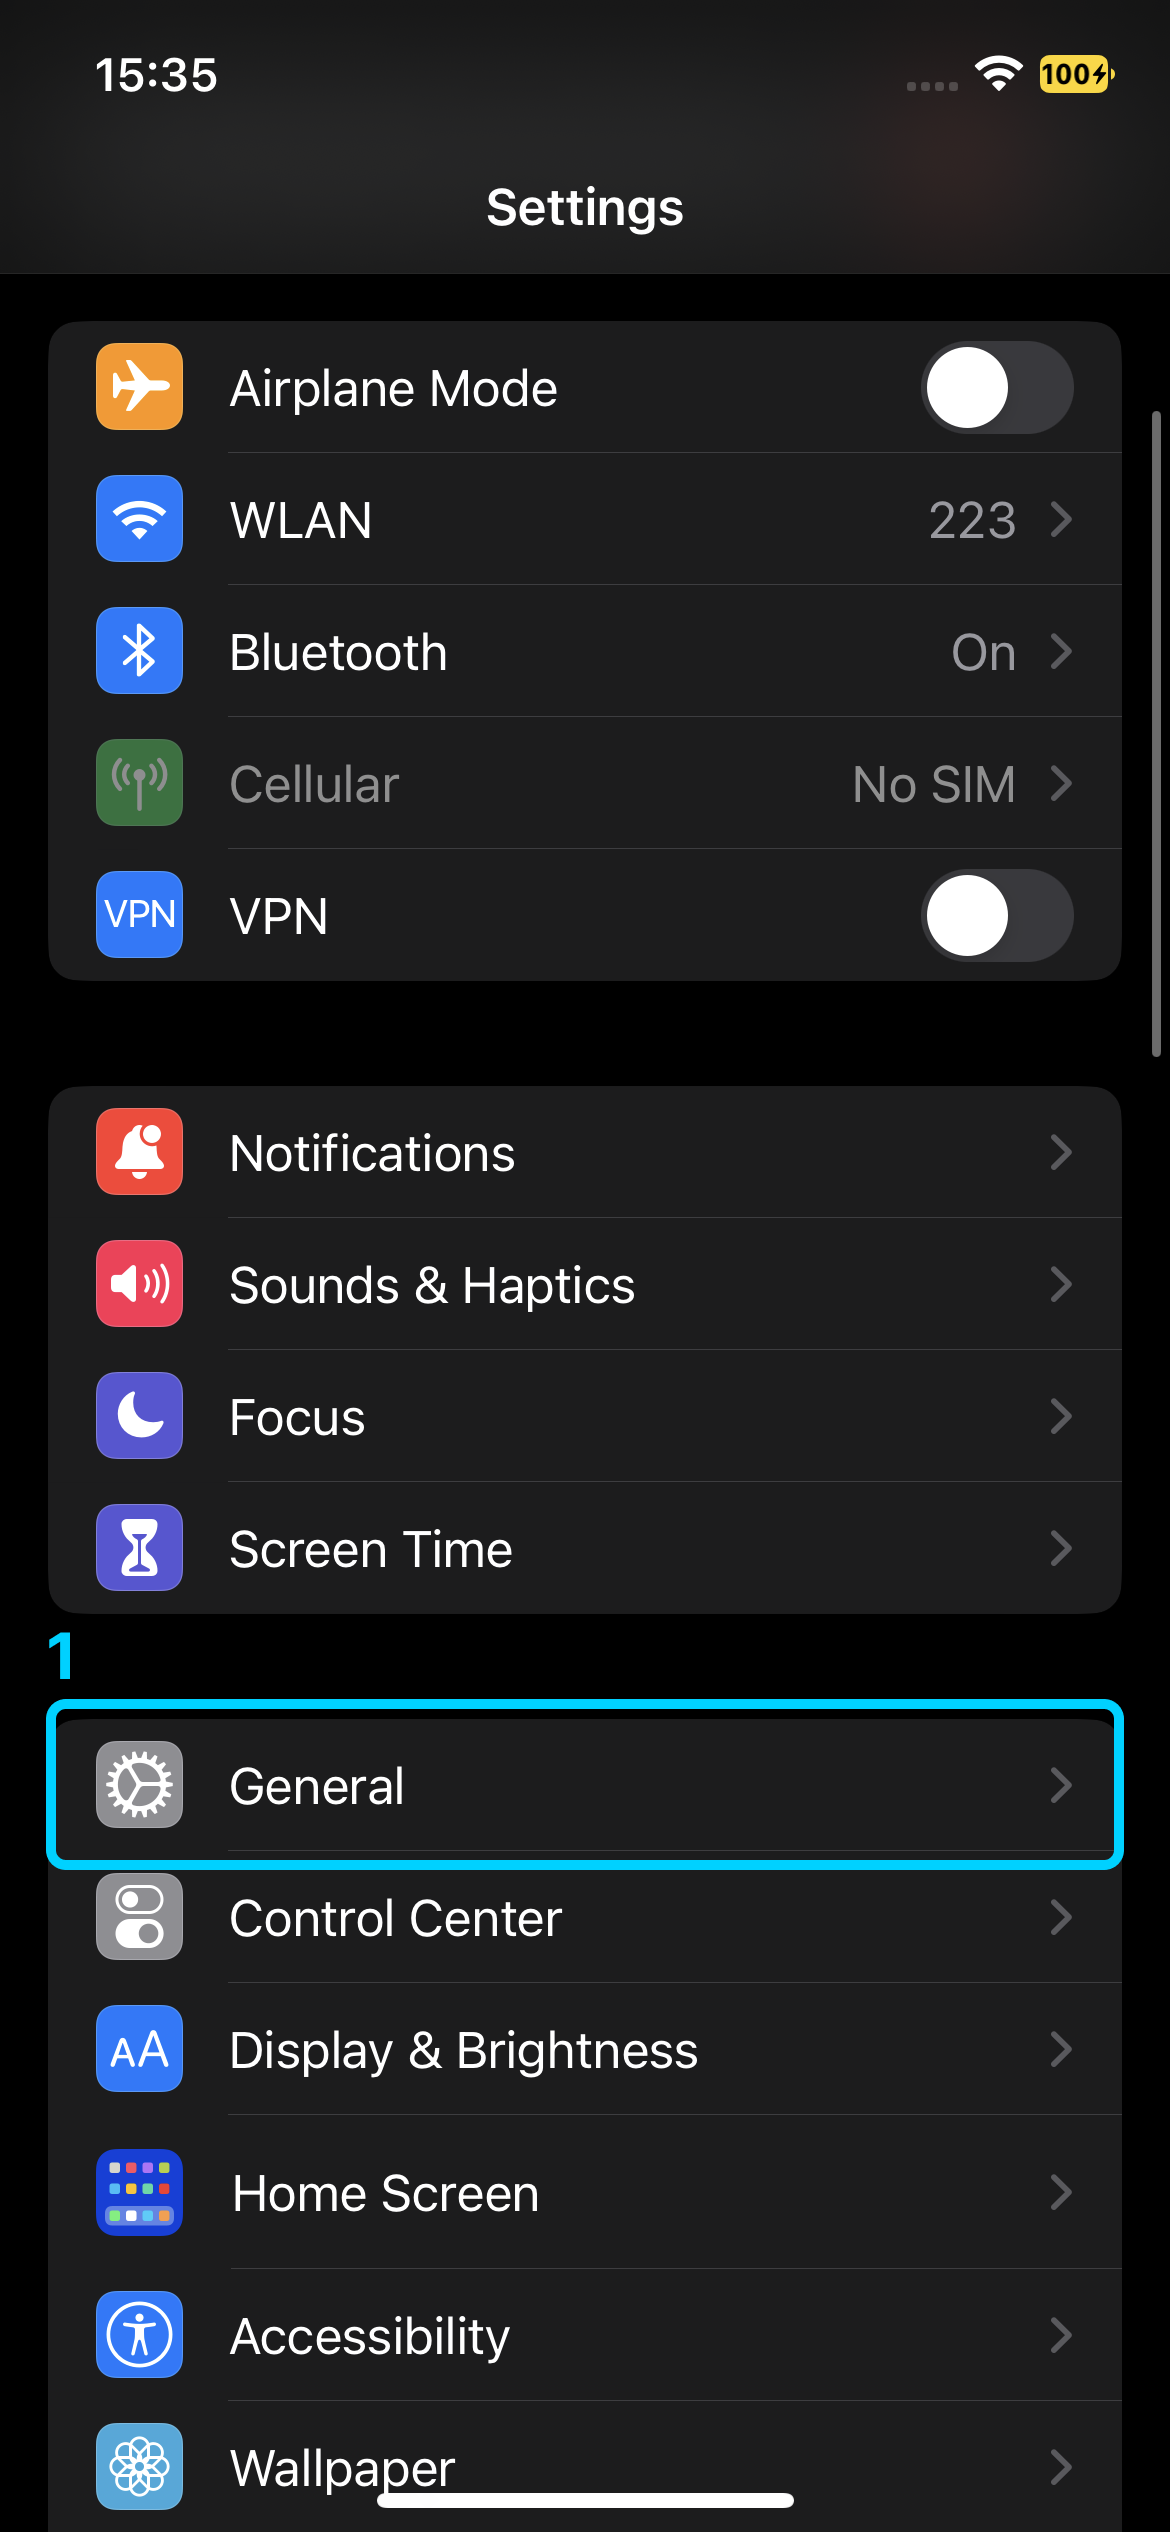 15:35
100
Settings
Airplane Mode
WLAN 223
Bluetooth On
Cellular No SIM
VPN VPN
Notifications
Sounds & Haptics
Focus
Screen Time
1
General
Control Center
AA Display & Brightness
Home Screen
Accessibility
Wallpaper